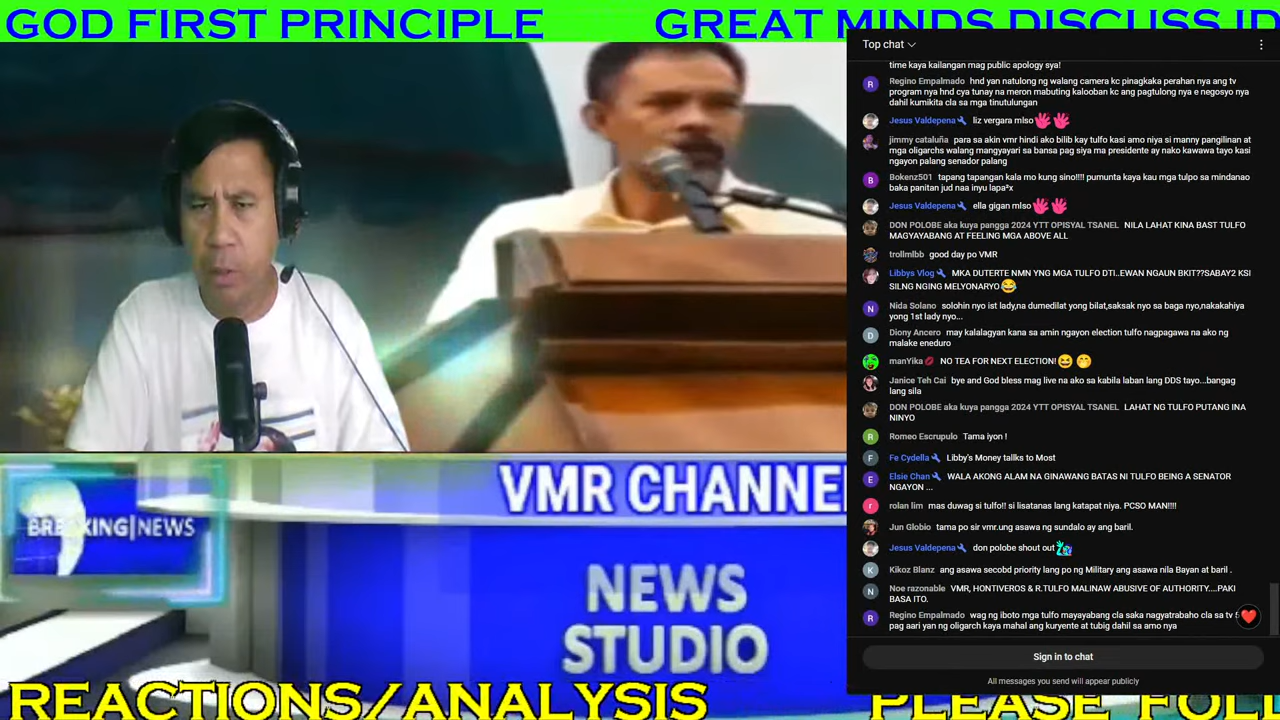 GOD FIRST PRINCIPLE GREAT MINDS DISCUSS ID
Top chat
time kaya kailangan mag public apology sya!
R Regino Empalmado hnd yan natulong ng walang camera kc pinagkaka perahan nya ang tv
program nya hnd cya tunay na meron mabuting kalooban kc ang pagtulong nya e negosyo nya
dahil kumikita cla sa mga tinutulungan
Jesus Valdepena liz vergara mlso
jimmy cataluña para sa akin vmr hindi ako bilib kay tulfo kasi amo niya si manny pangilinan at
mga oligarchs walang mangyayari sa bansa pag siya ma presidente ay nako kawawa tayo kasi
ngayon palang senador palang
B Bokenz501 tapang tapangan kala mo kung sino!!!! pumunta kaya kau mga tulpo sa mindanao
baka panitan jud naa inyu lapa²x
Jesus Valdepena ella gigan mlso
DON POLOBE aka kuya pangga 2024 YTT OPISYAL TSANEL NILA LAHAT KINA BAST TULFO
MAGYAYABANG AT FEELING MGA ABOVE ALL
trollmlbb good day po VMR
Libbys Vlog MKA DUTERTE NMN YNG MGA TULFO DTI..EWAN NGAUN BKIT??SABAY2 KSI
SILNG NGING MELYONARYO
N Nida Solano solohin nyo ist lady,na dumedilat yong bilat,saksak nyo sa baga nyo,nakakahiya
yong 1st lady nyo...
D Diony Ancero may kalalagyan kana sa amin ngayon election tulfo nagpagawa na ako ng
malake eneduro
manYika NO TEA FOR NEXT ELECTION!
Janice Teh Cai bye and God bless mag live na ako sa kabila laban lang DDS tayo...bangag
lang sila
DON POLOBE aka kuya pangga 2024 YTT OPISYAL TSANEL LAHAT NG TULFO PUTANG INA
NINYO
R Romeo Escrupulo Tama iyon !
F Fe Cydella Libby's Money tallks to Most
E Elsie Chan WALA AKONG ALAM NA GINAWANG BATAS NI TULFO BEING A SENATOR
NGAYON ...
r rolan lim mas duwag si tulfo!! si lisatanas lang katapat niya. PCSO MAN!!!!
Jun Globio tama po sir vmr.ung asawa ng sundalo ay ang baril.
Jesus Valdepena don polobe shout out
K Kikoz Blanz ang asawa secobd priority lang po ng Military ang asawa nila Bayan at baril .
N Noe razonable VMR, HONTIVEROS & R.TULFO MALINAW ABUSIVE OF AUTHORITY....PAKI
BASA ITO.
R Regino Empalmado wag ng iboto mga tulfo mayayabang cla saka nagyatrabaho cla sa tv
pag aari yan ng oligarch kaya mahal ang kuryente at tubig dahil sa amo nya
Sign in to chat
All messages you send will appear publicly
VMR CHANNE
BREAKING|NEWS
NEWS
STUDIO
REACTIONS/ANALYSIS PLEASE FOLL